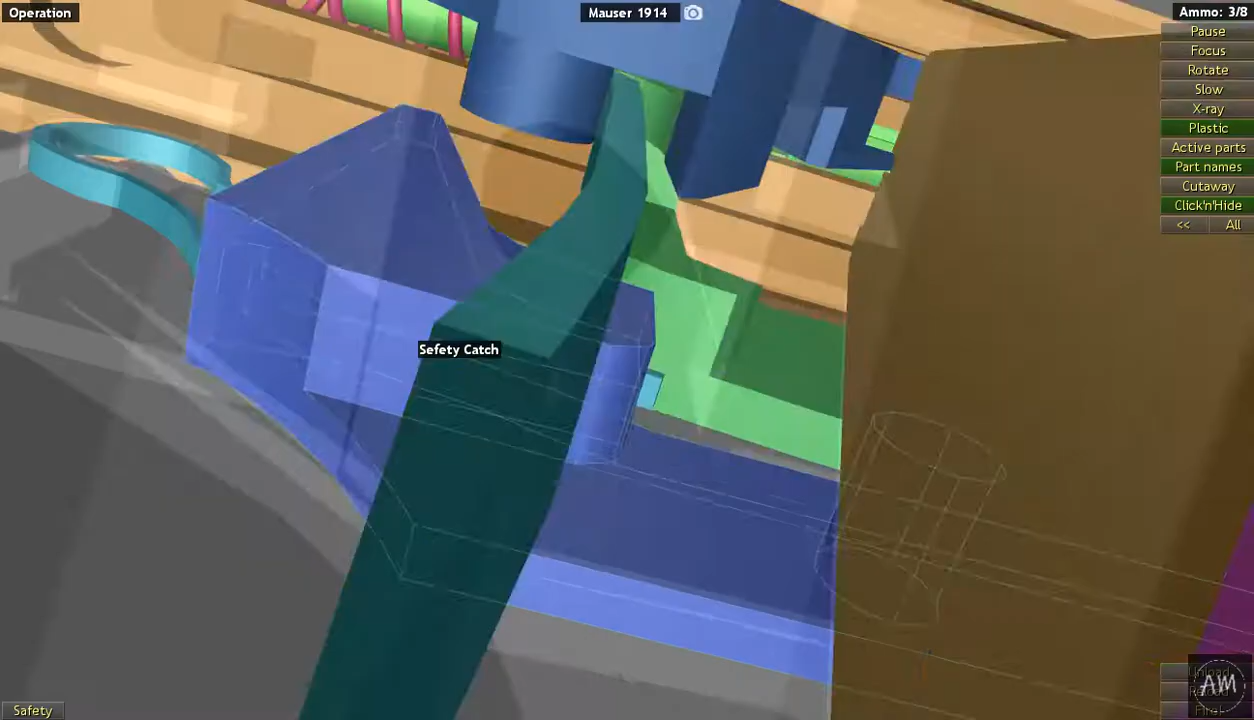 Operation
Mauser 1914
Ammo: 3/8
Pause
Focus
Rotate
Slow
X-ray
Plastic
Active parts
Part names
Cutaway
Click'n'Hide
<< All
Sefety Catch
Safety
AM